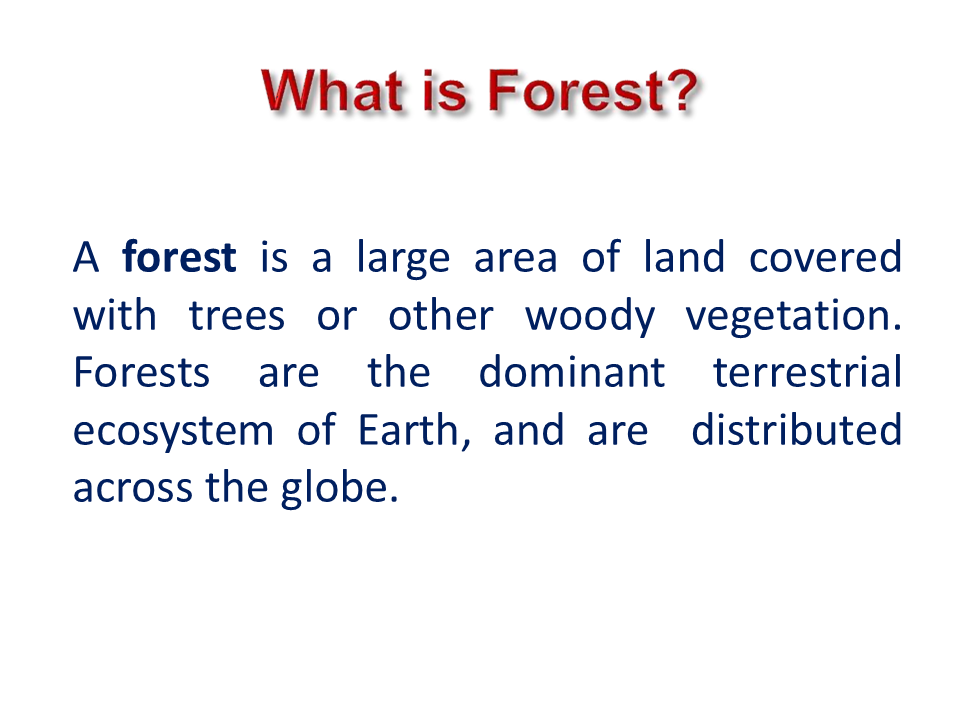 What is Forest?
A forest is a large area of land covered
with trees or other woody vegetation.
Forests are the dominant terrestrial
ecosystem of Earth, and are distributed
across the globe.